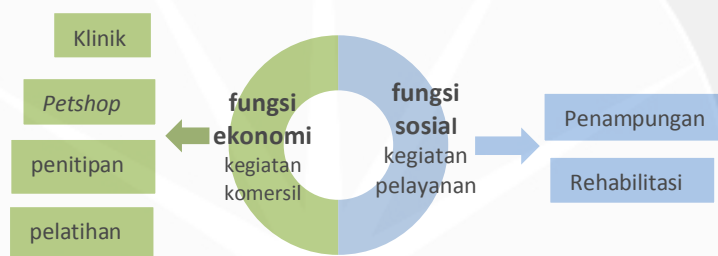 Klinik
Petshop
penitipan
pelatihan
fungsi
ekonomi
kegiatan
komersil
fungsi
sosial
kegiatan
pelayanan
Penampungan
Rehabilitasi